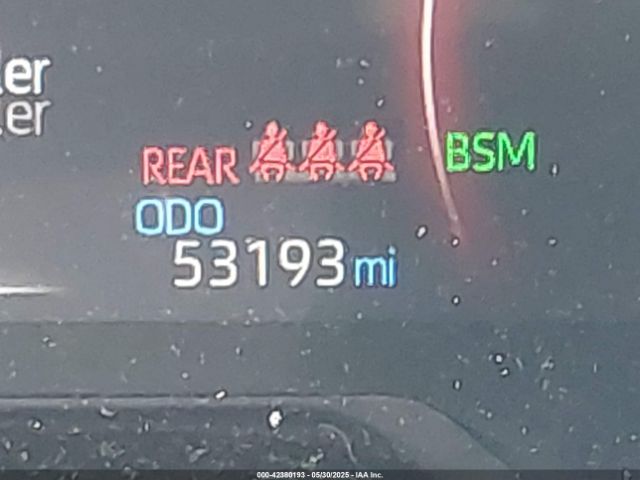 REAR
BSM
ODO
53193 mi
000-42380193 - 05/30/2025 - IAA Inc.